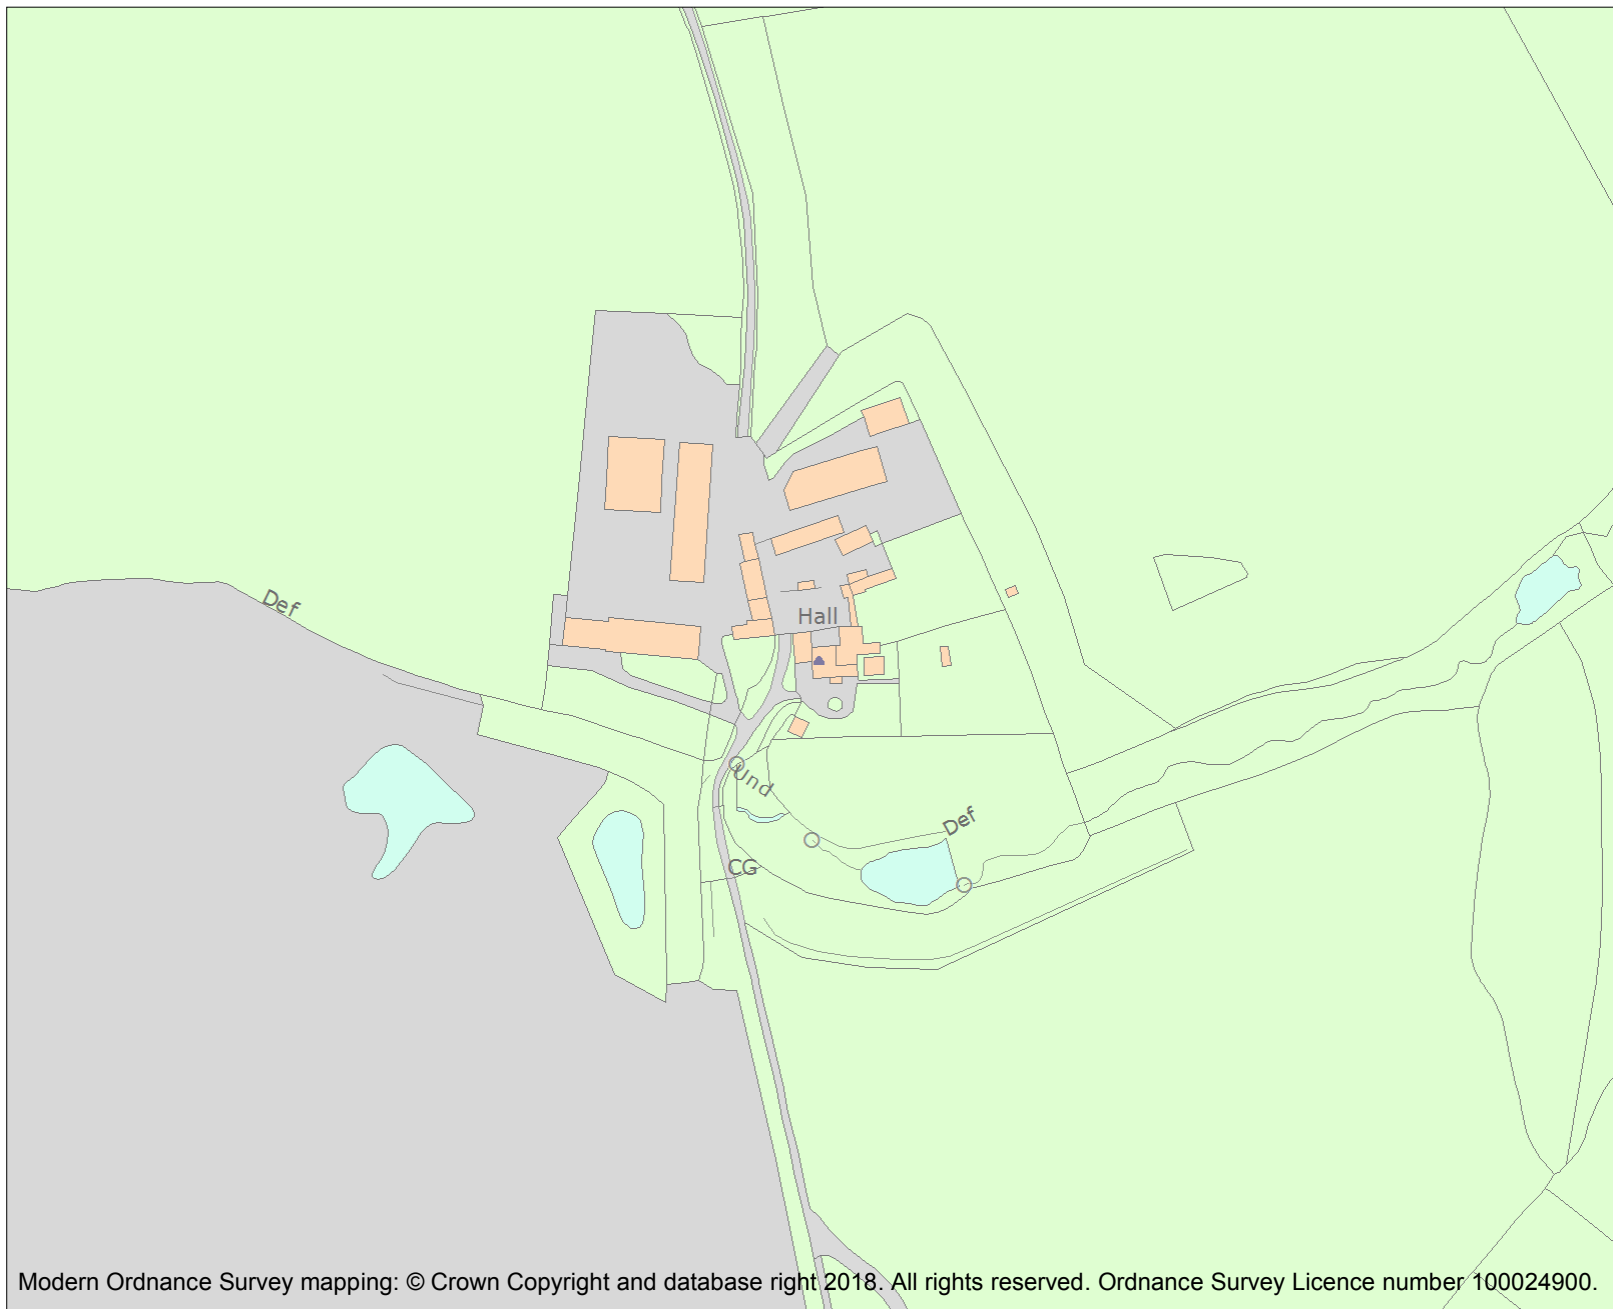 Def
Hall
Und
Def
CG
Modern Ordnance Survey mapping: © Crown Copyright and database right 2018. All rights reserved. Ordnance Survey Licence number 100024900.